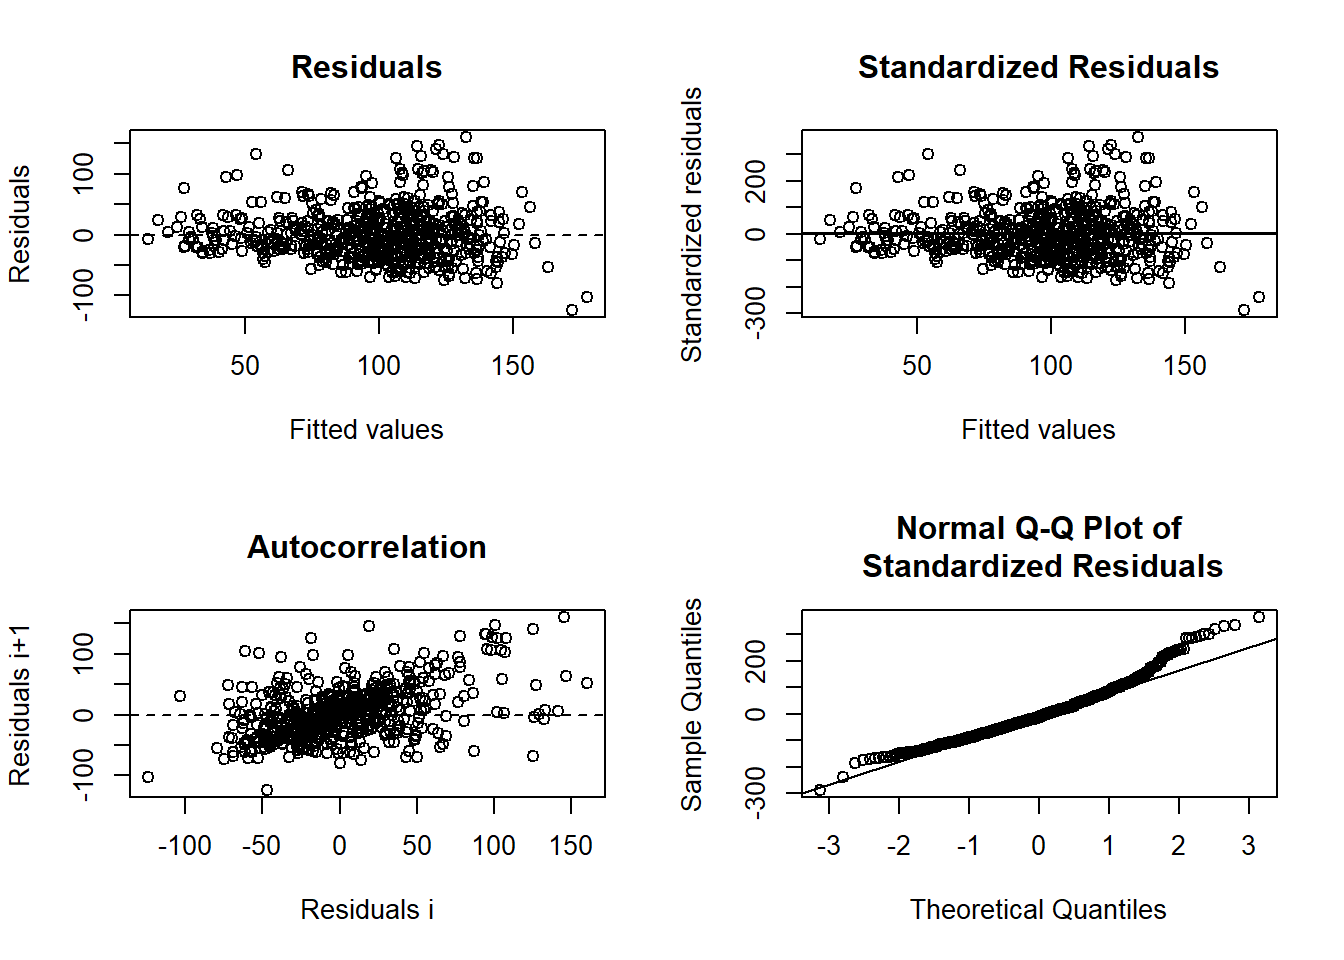 Residuals
Residuals
100
0
-100
50
100
150
Fitted values
Standardized Residuals
Standardized residuals
200
0
-300
50
100
150
Fitted values
Autocorrelation
Residuals i+1
100
0
-100
-100
-50
0
50
100
150
Residuals i
Normal Q-Q Plot of
Standardized Residuals
Sample Quantiles
200
0
-300
-3
-2
-1
0
1
2
3
Theoretical Quantiles